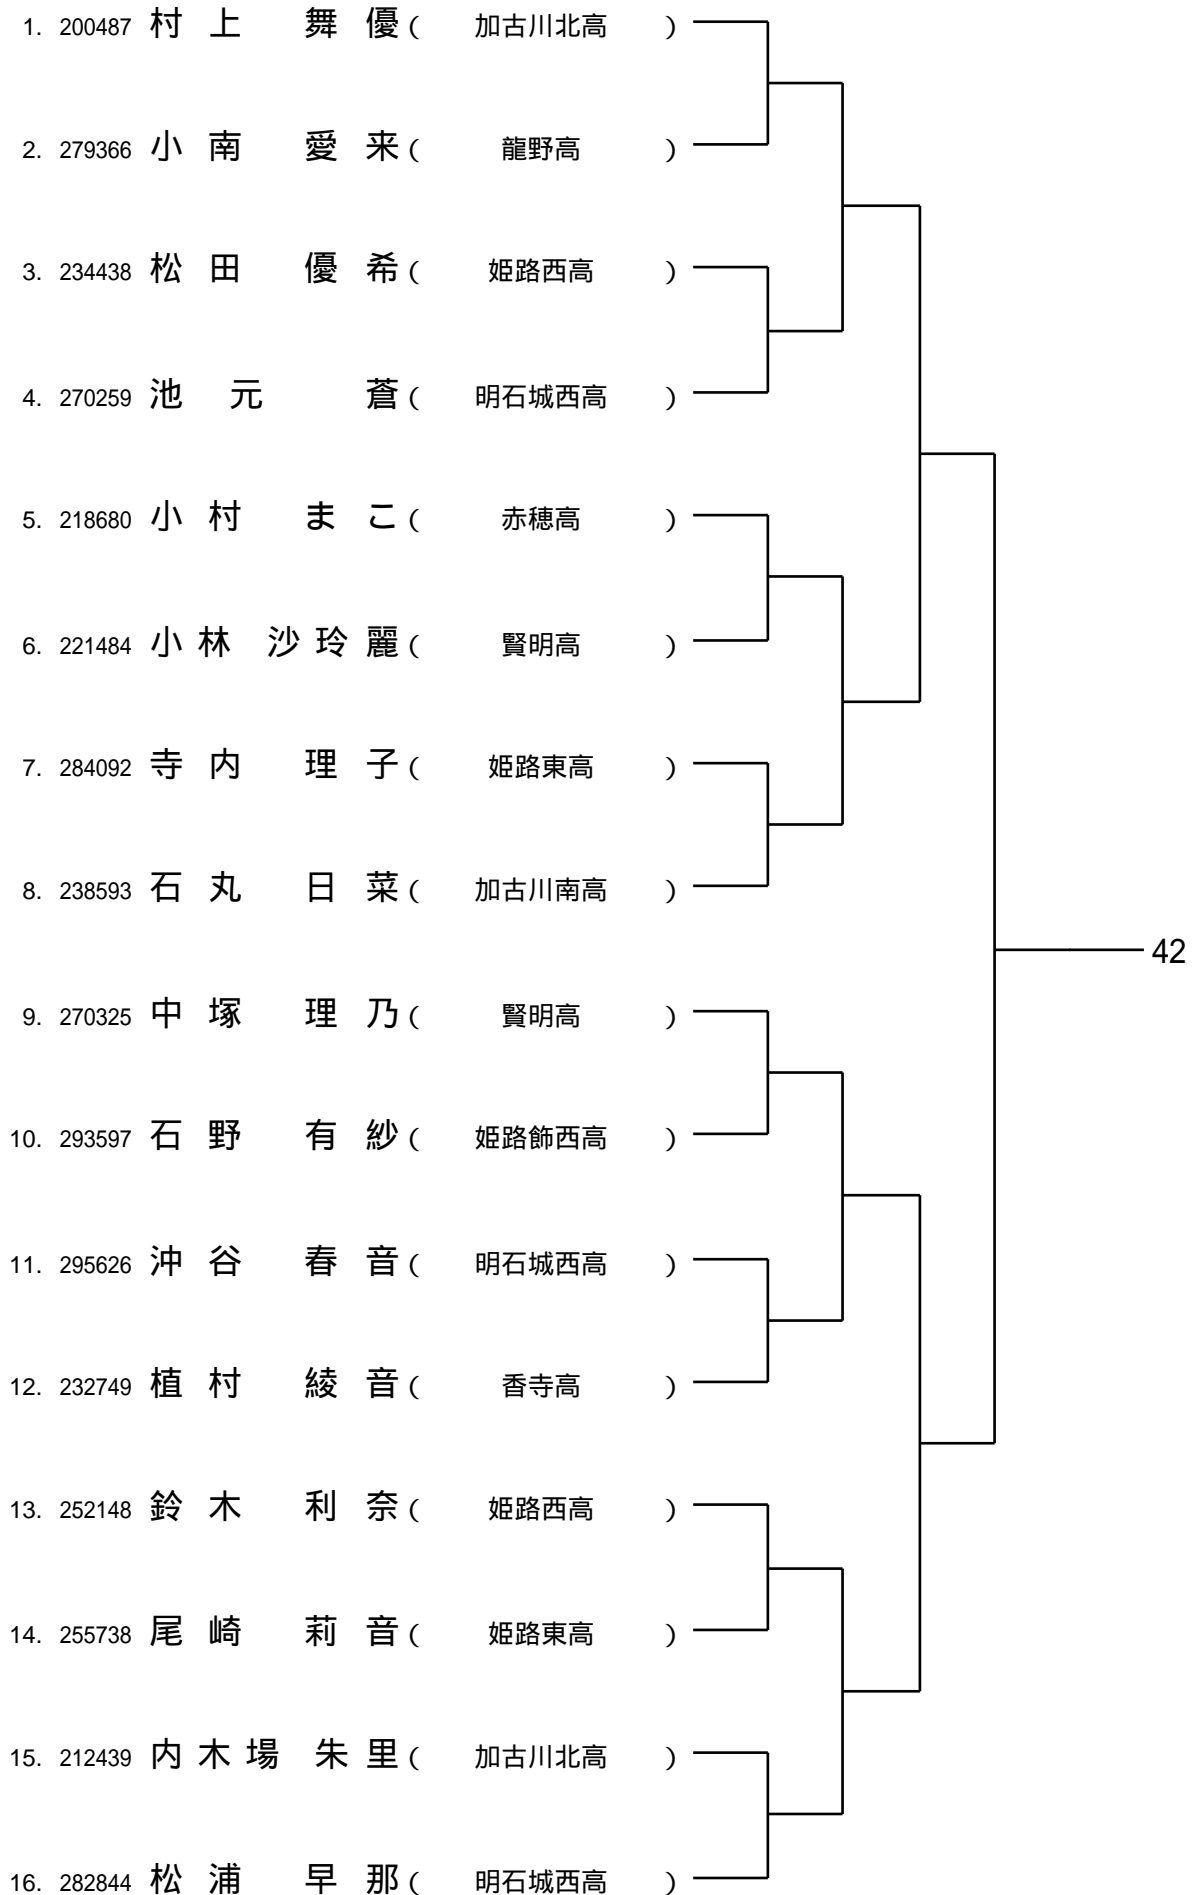 1. 200487 村上 舞優 ( 加古川北高 )
2. 279366 小南 愛来 ( 龍野高 )
3. 234438 松田 優希 ( 姫路西高 )
4. 270259 池元 蒼 ( 明石城西高 )
5. 218680 小村 まこ ( 赤穂高 )
6. 221484 小林 沙玲麗 ( 賢明高 )
7. 284092 寺内 理子 ( 姫路東高 )
8. 238593 石丸 日菜 ( 加古川南高 )
42
9. 270325 中塚 理乃 ( 賢明高 )
10. 293597 石野 有紗 ( 姫路飾西高 )
11. 295626 沖谷 春音 ( 明石城西高 )
12. 232749 植村 綾音 ( 香寺高 )
13. 252148 鈴木 利奈 ( 姫路西高 )
14. 255738 尾崎 莉音 ( 姫路東高 )
15. 212439 内木場 朱里 ( 加古川北高 )
16. 282844 松浦 早那 ( 明石城西高 )